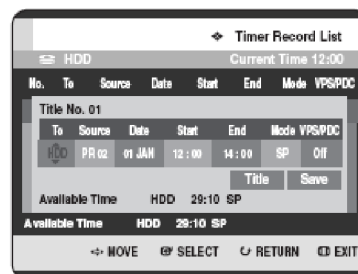 Timer Record List
HDD Current Time 12:00
No. To Source Date Start End Mode VPS/PDC
Title No. 01
To Source Date Start End Mode VPS/PDC
HDD PR 02 01 JAN 12:00 14:00 SP Off
Title Save
Available Time HDD 29:10 SP
Available Time HDD 29:10 SP
MOVE SELECT RETURN EXIT